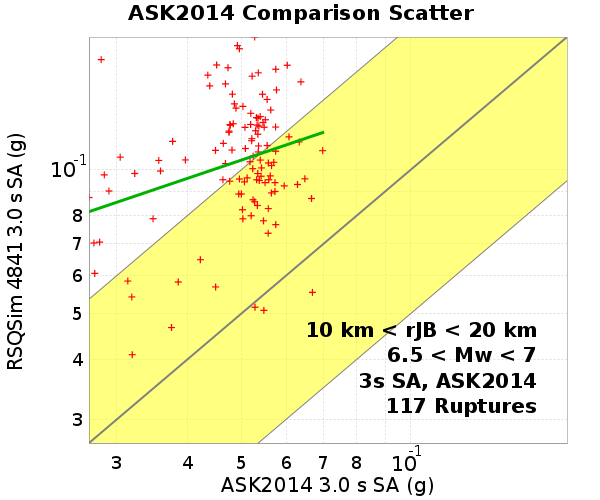 ASK2014 Comparison Scatter
RSQSim 4841 3.0 s SA (g)
10-1
8
7
6
5
4
3
10 km < rJB < 20 km
6.5 < Mw < 7
3s SA, ASK2014
117 Ruptures
3 4 5 6 7 8 10-1
ASK2014 3.0 s SA (g)